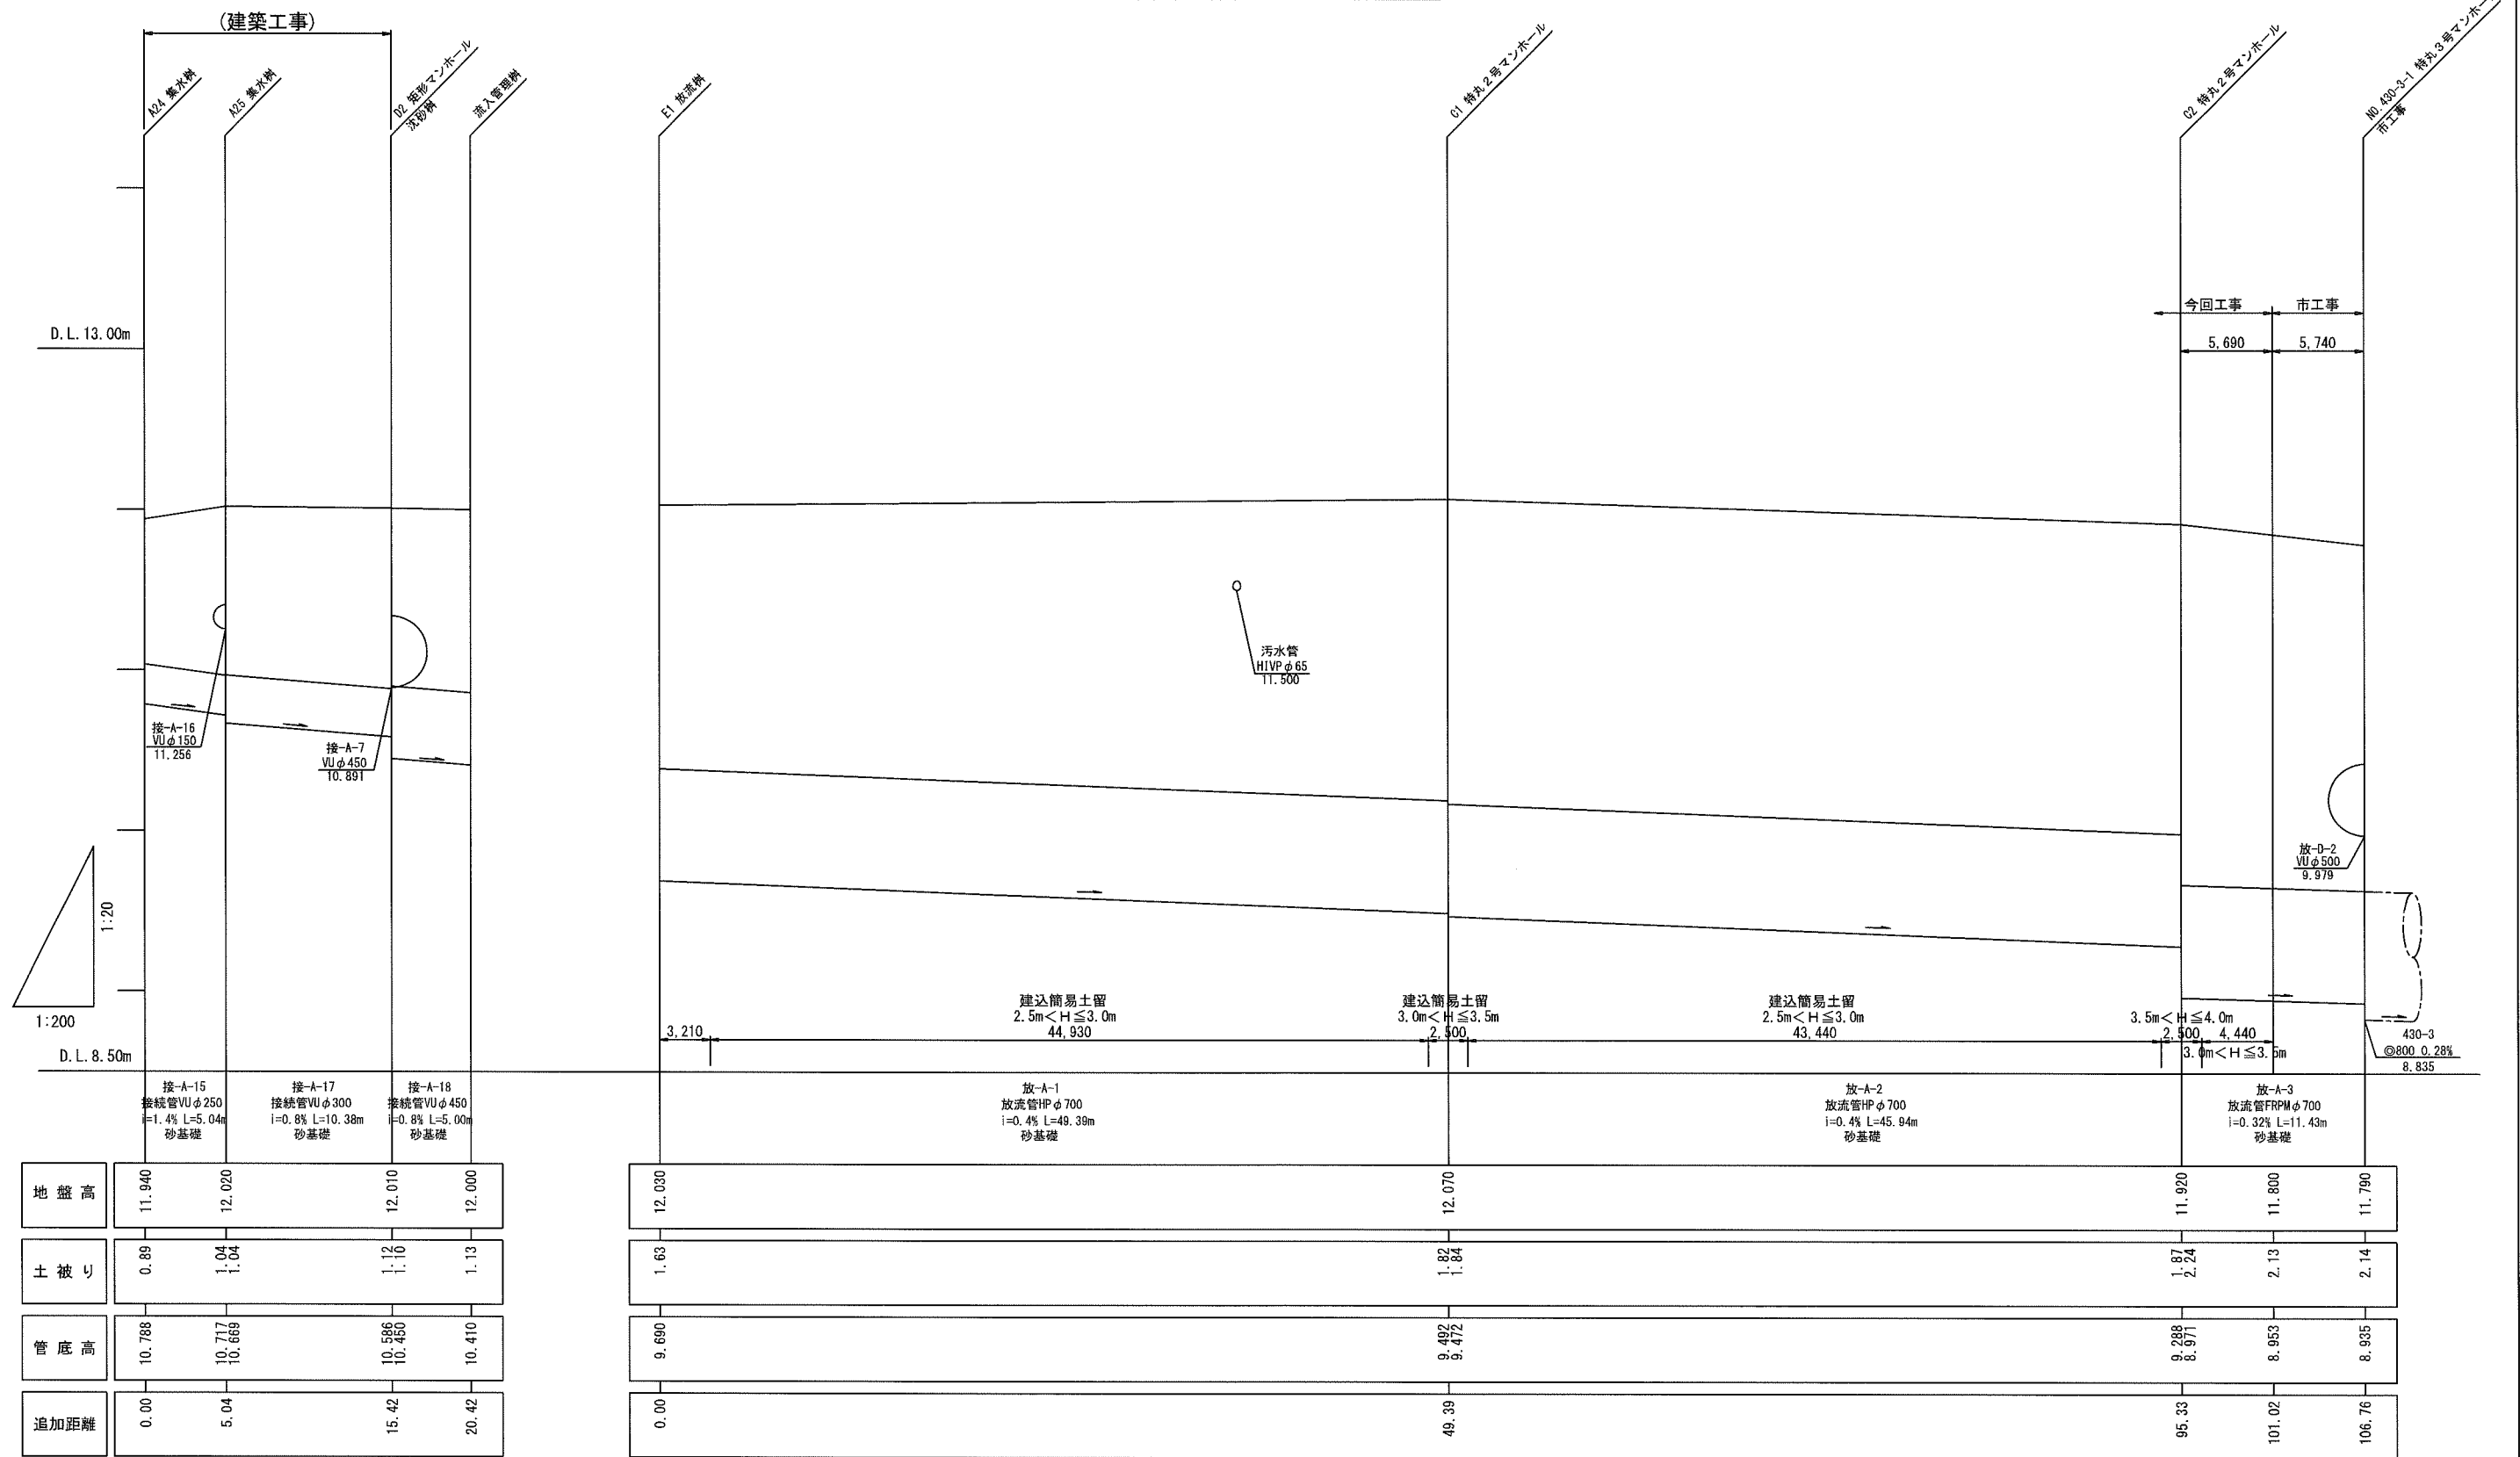 (建築工事)
A24 集水桝
A25 集水桝
D2 矩形マンホール
沈砂桝
流入管理桝
E1 放流桝
C1 特丸2号マンホール
C2 特丸2号マンホール
NO.430-3-1 特丸3号マンホール
市工事
今回工事
市工事
5,690
5,740
D.L.13.00m
汚水管
HIVPφ65
11.500
接-A-16
VUφ150
11.256
接-A-7
VUφ450
10.891
放-D-2
VUφ500
9.979
1:20
1:200
建込簡易土留
2.5m<H≦3.0m
3,210
44,930
建込簡易土留
3.0m<H≦3.5m
2,500
建込簡易土留
2.5m<H≦3.0m
43,440
3.5m<H≦4.0m
2,500
4,440
3.0m<H≦3.5m
430-3
◎800 0.28%
8.835
D.L.8.50m
接-A-15
接続管VUφ250
i=1.4% L=5.04m
砂基礎
接-A-17
接続管VUφ300
i=0.8% L=10.38m
砂基礎
接-A-18
接続管VUφ450
i=0.8% L=5.00m
砂基礎
放-A-1
放流管HPφ700
i=0.4% L=49.39m
砂基礎
放-A-2
放流管HPφ700
i=0.4% L=45.94m
砂基礎
放-A-3
放流管FRPMφ700
i=0.32% L=11.43m
砂基礎
地盤高
11.940
12.020
12.010
12.000
12.030
12.070
11.920
11.800
11.790
土被り
0.89
1.04
1.04
1.12
1.10
1.13
1.63
1.82
1.84
1.87
2.24
2.13
2.14
管底高
10.788
10.717
10.669
10.586
10.450
10.410
9.690
9.492
9.472
9.288
8.971
8.953
8.935
追加距離
0.00
5.04
15.42
20.42
0.00
49.39
95.33
101.02
106.76